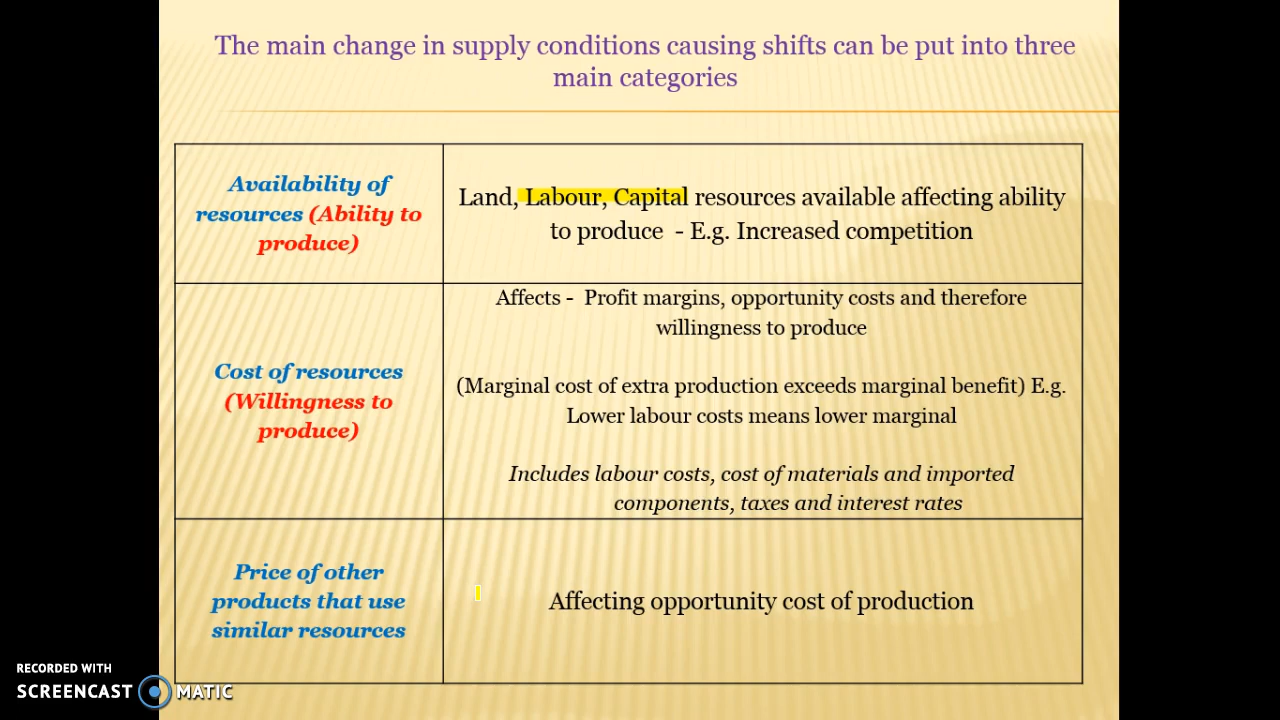 The main change in supply conditions causing shifts can be put into three
main categories
Availability of
resources (Ability to
produce)
Land, Labour, Capital resources available affecting ability
to produce - E.g. Increased competition
Cost of resources
(Willingness to
produce)
Affects - Profit margins, opportunity costs and therefore
willingness to produce
(Marginal cost of extra production exceeds marginal benefit) E.g.
Lower labour costs means lower marginal
Includes labour costs, cost of materials and imported
components, taxes and interest rates
Price of other
products that use
similar resources
Affecting opportunity cost of production
RECORDED WITH
SCREENCAST MATIC